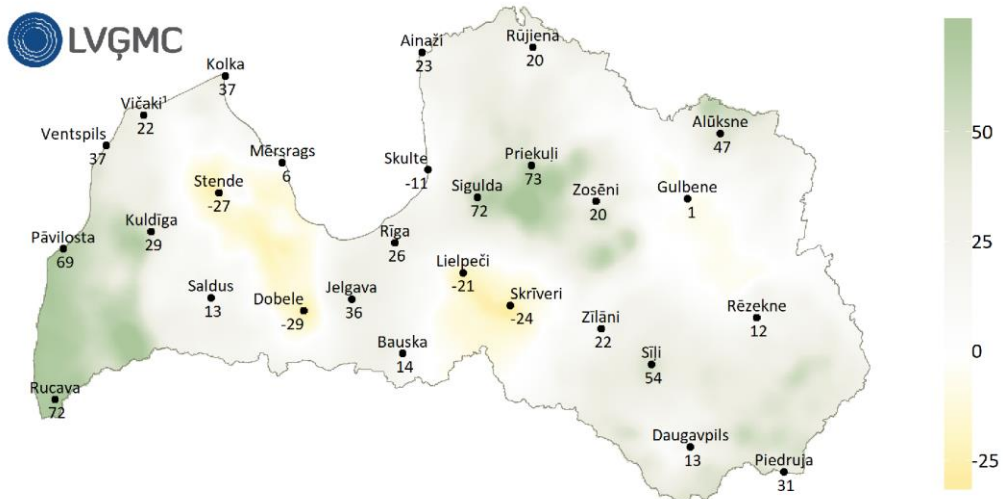 LVĢMC
Kolka
37
Ainaži
23
Rūjiena
20
Vičaki¹
22
Ventspils
37
Alūksne
47
Mērsrags
6
Skulte
-11
Priekuļi
73
Stende
-27
Sigulda
72
Zosēni
20
Gulbene
1
Kuldīga
29
Pāvilosta
69
Rīga
26
Lielpeči
-21
Saldus
13
Dobele
-29
Jelgava
36
Skrīveri
-24
Zīlāni
22
Rēzekne
12
Bauska
14
Sīļi
54
Rucava
72
Daugavpils
13
Piedruja
31
50
25
0
-25